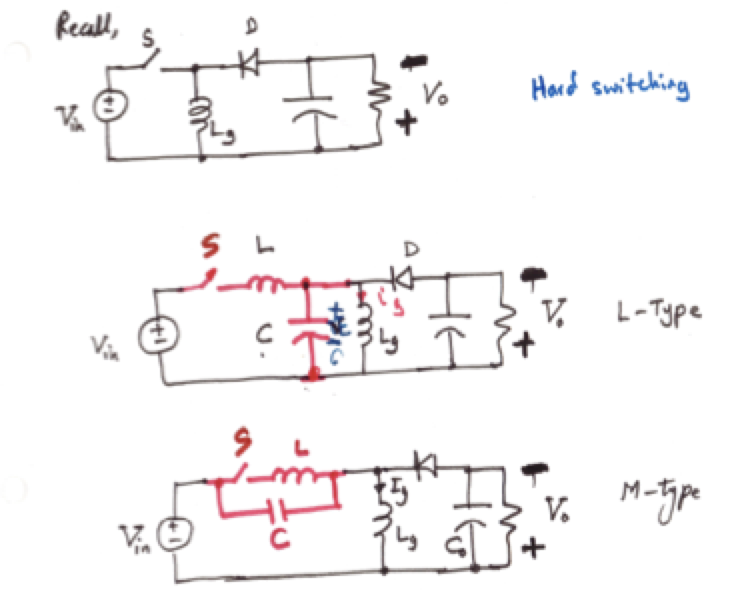 Recall,
S
D
Vin
Lg
Vo
Hard switching
S
L
D
Vin
C
ig
Lg
Vo
L-Type
S
L
C
Vin
Ig
Lg
Co
Vo
M-type